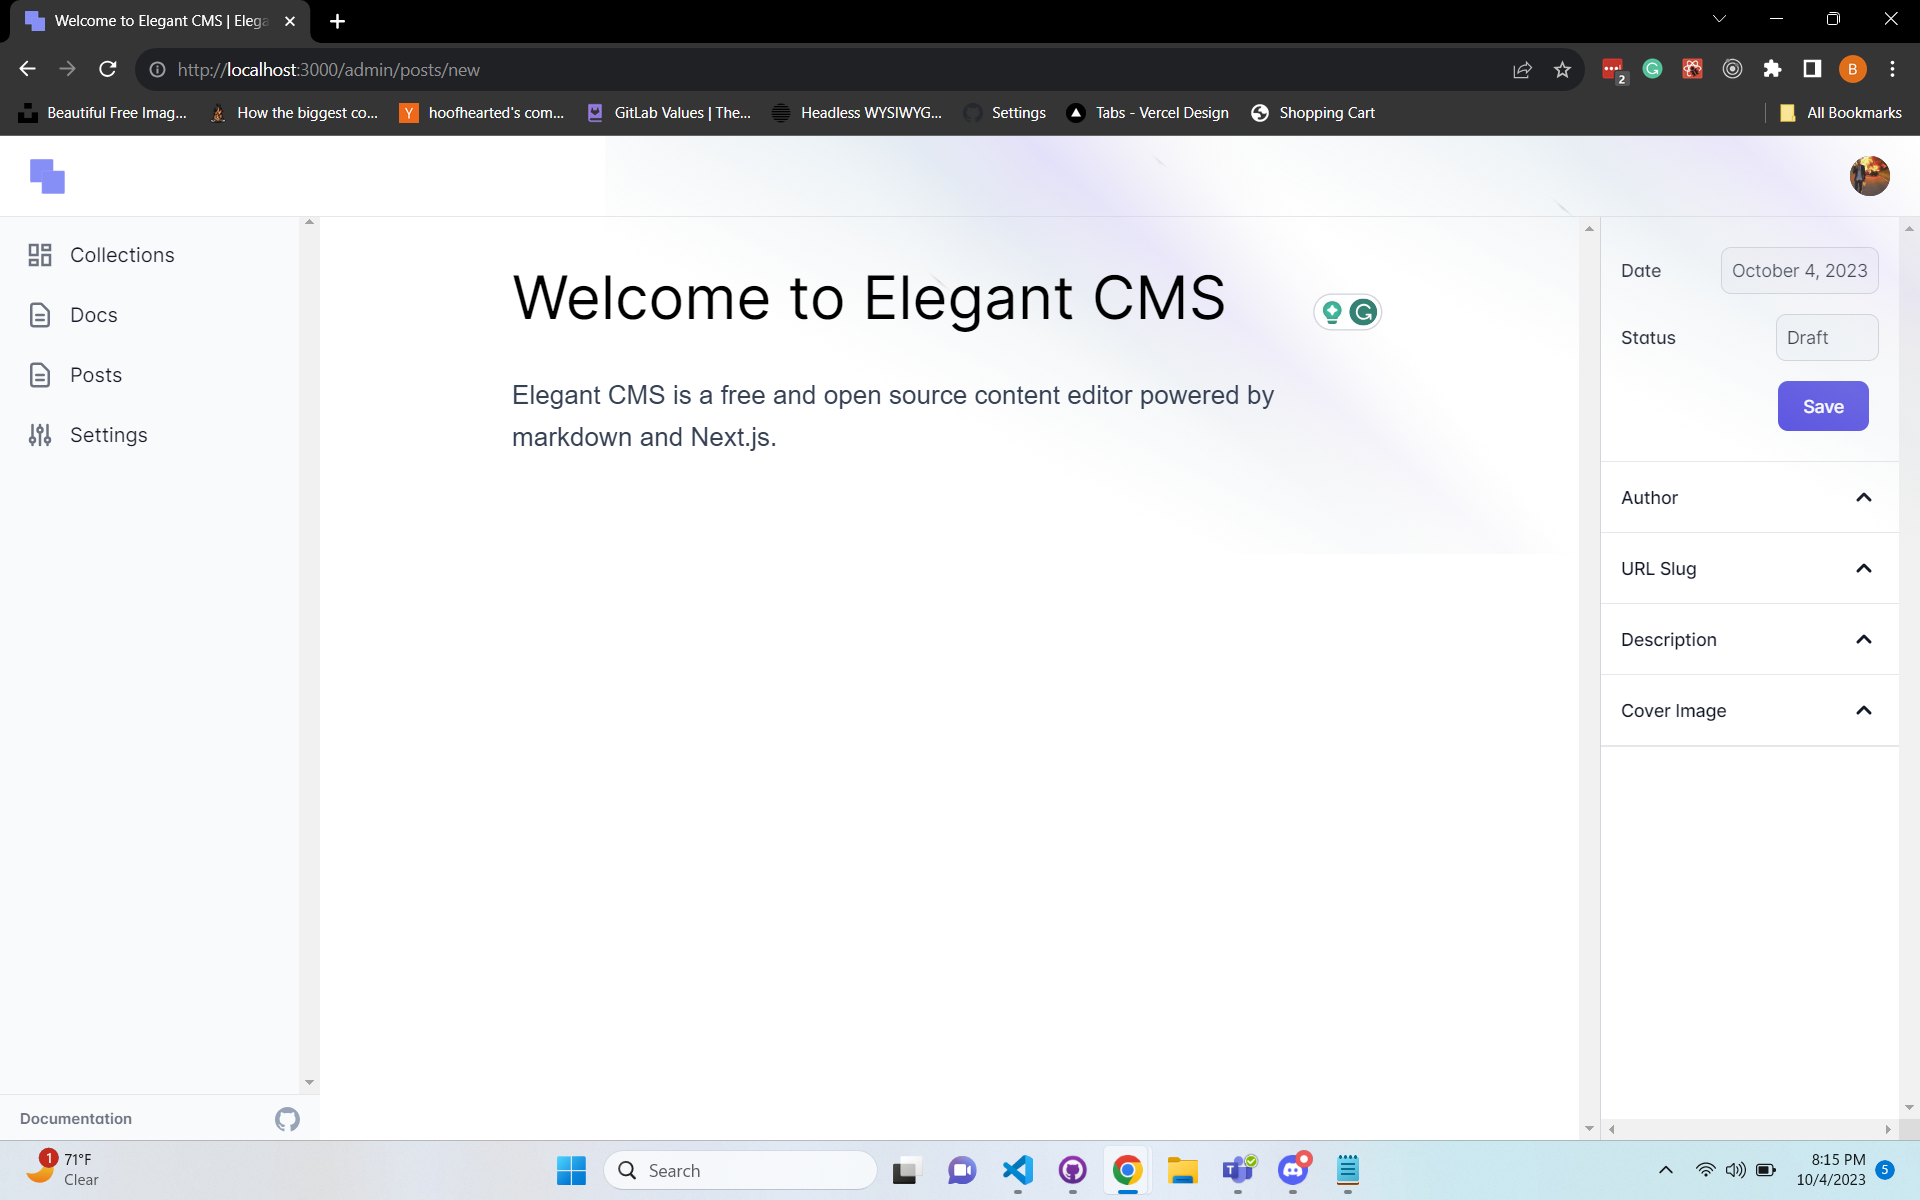 Welcome to Elegant CMS | Elega
http://localhost:3000/admin/posts/new
2
B
Beautiful Free Imag...
How the biggest co...
Y
hoofhearted's com...
GitLab Values | The...
Headless WYSIWYG...
Settings
Tabs - Vercel Design
Shopping Cart
All Bookmarks
Collections
Docs
Posts
Settings
Documentation
Welcome to Elegant CMS
Elegant CMS is a free and open source content editor powered by
markdown and Next.js.
Date
October 4, 2023
Status
Draft
Save
Author
URL Slug
Description
Cover Image
1
71°F
Clear
Search
8:15 PM
10/4/2023
5